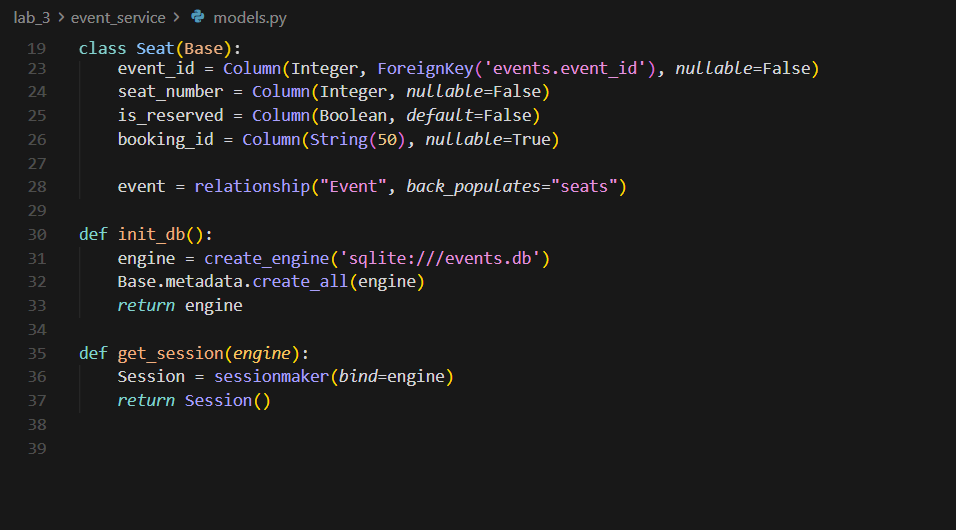 lab_3 > event_service > models.py
19 class Seat(Base):
23     event_id = Column(Integer, ForeignKey('events.event_id'), nullable=False)
24     seat_number = Column(Integer, nullable=False)
25     is_reserved = Column(Boolean, default=False)
26     booking_id = Column(String(50), nullable=True)
27
28     event = relationship("Event", back_populates="seats")
29
30 def init_db():
31     engine = create_engine('sqlite:///events.db')
32     Base.metadata.create_all(engine)
33     return engine
34
35 def get_session(engine):
36     Session = sessionmaker(bind=engine)
37     return Session()
38
39